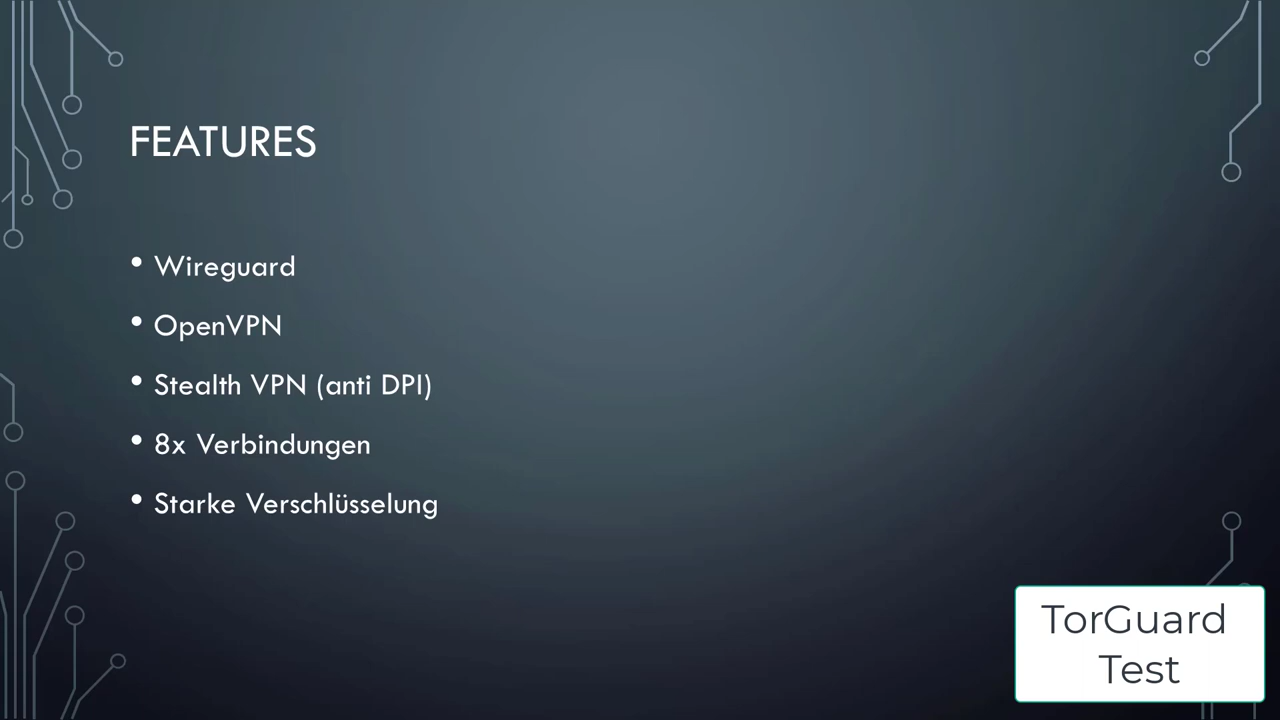 FEATURES
• Wireguard
• OpenVPN
• Stealth VPN (anti DPI)
• 8x Verbindungen
• Starke Verschlüsselung
TorGuard
Test